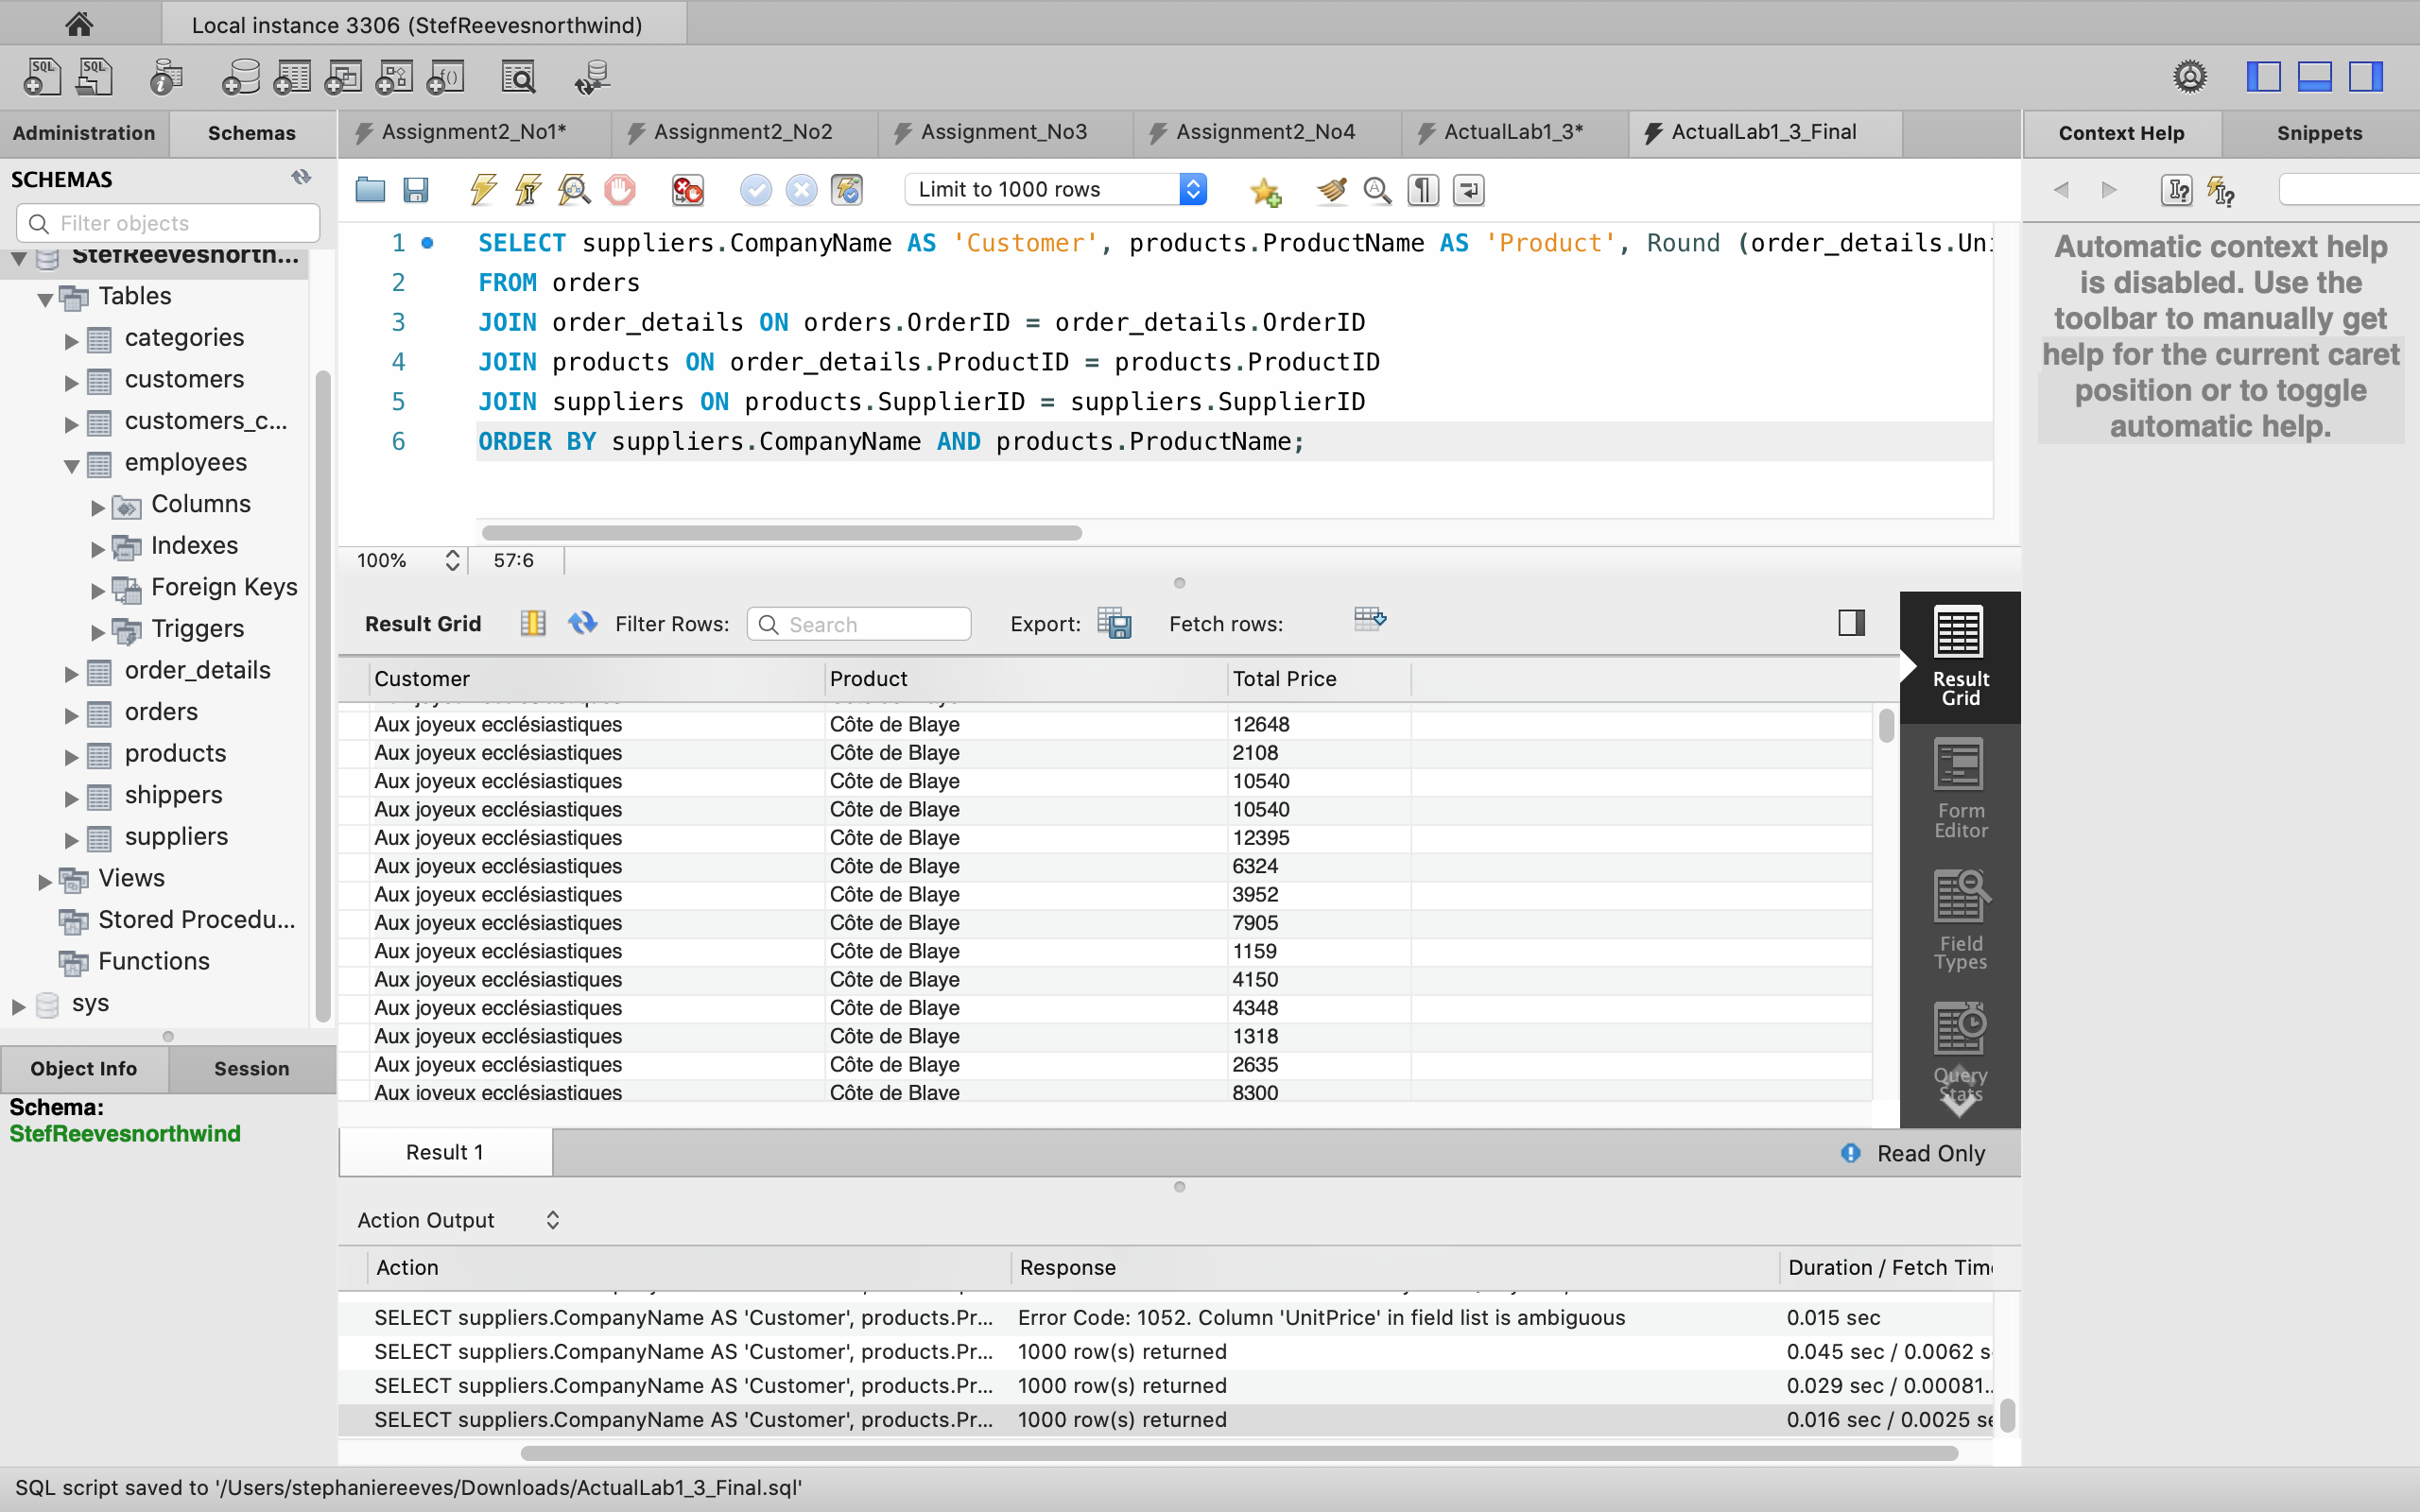 Local instance 3306 (StefReevesnorthwind)
Administration Schemas
Assignment2_No1* Assignment2_No2 Assignment_No3 Assignment2_No4 ActualLab1_3* ActualLab1_3_Final
Context Help Snippets
SCHEMAS
Filter objects
StefReevesnorth...
Tables
categories
customers
customers_c...
employees
Columns
Indexes
Foreign Keys
Triggers
order_details
orders
products
shippers
suppliers
Views
Stored Procedu...
Functions
sys
Object Info Session
Schema:
StefReevesnorthwind
Limit to 1000 rows
1 SELECT suppliers.CompanyName AS 'Customer', products.ProductName AS 'Product', Round (order_details.Uni
2 FROM orders
3 JOIN order_details ON orders.OrderID = order_details.OrderID
4 JOIN products ON order_details.ProductID = products.ProductID
5 JOIN suppliers ON products.SupplierID = suppliers.SupplierID
6 ORDER BY suppliers.CompanyName AND products.ProductName;
100% 57:6
Result Grid Filter Rows: Search Export: Fetch rows:
Customer Product Total Price
Aux joyeux ecclésiastiques Côte de Blaye 12648
Aux joyeux ecclésiastiques Côte de Blaye 2108
Aux joyeux ecclésiastiques Côte de Blaye 10540
Aux joyeux ecclésiastiques Côte de Blaye 10540
Aux joyeux ecclésiastiques Côte de Blaye 12395
Aux joyeux ecclésiastiques Côte de Blaye 6324
Aux joyeux ecclésiastiques Côte de Blaye 3952
Aux joyeux ecclésiastiques Côte de Blaye 7905
Aux joyeux ecclésiastiques Côte de Blaye 1159
Aux joyeux ecclésiastiques Côte de Blaye 4150
Aux joyeux ecclésiastiques Côte de Blaye 4348
Aux joyeux ecclésiastiques Côte de Blaye 1318
Aux joyeux ecclésiastiques Côte de Blaye 2635
Aux joyeux ecclésiastiques Côte de Blaye 8300
Result
Grid
Form
Editor
Field
Types
Query
Stats
Result 1
Read Only
Action Output
Action Response Duration / Fetch Time
SELECT suppliers.CompanyName AS 'Customer', products.Pr... Error Code: 1052. Column 'UnitPrice' in field list is ambiguous 0.015 sec
SELECT suppliers.CompanyName AS 'Customer', products.Pr... 1000 row(s) returned 0.045 sec / 0.0062 s
SELECT suppliers.CompanyName AS 'Customer', products.Pr... 1000 row(s) returned 0.029 sec / 0.00081...
SELECT suppliers.CompanyName AS 'Customer', products.Pr... 1000 row(s) returned 0.016 sec / 0.0025 se
Automatic context help
is disabled. Use the
toolbar to manually get
help for the current caret
position or to toggle
automatic help.
SQL script saved to '/Users/stephaniereeves/Downloads/ActualLab1_3_Final.sql'
SQL
SQL